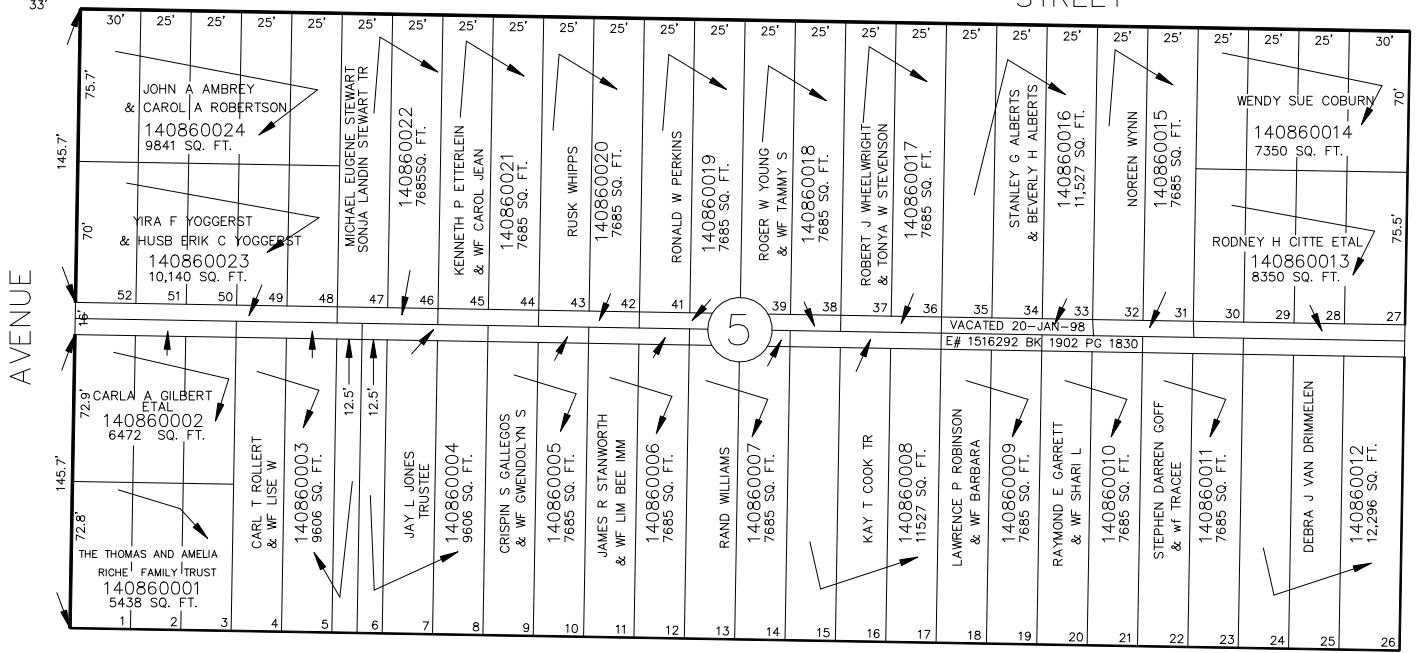 STREET
33'
30' 25' 25' 25' 25' 25' 25' 25' 25' 25' 25' 25' 25' 25' 25' 25' 25' 25' 25' 25' 25' 25' 25' 25' 25' 30'
AVENUE
145.7'
75.7'
JOHN A AMBREY
& CAROL A ROBERTSON
140860024
9841 SQ. FT.
70'
YIRA F YOGGERST
& HUSB ERIK C YOGGERST
140860023
10,140 SQ. FT.
MICHAEL EUGENE STEWART
SONJA LANDIN STEWART TR
140860022
7685SQ. FT.
KENNETH P ETTERLEIN
& WF CAROL JEAN
140860021
7685 SQ. FT.
RUSK WHIPPS
140860020
7685 SQ. FT.
RONALD W PERKINS
140860019
7685 SQ. FT.
ROGER W YOUNG
& WF TAMMY S
140860018
7685 SQ. FT.
ROBERT J WHEELWRIGHT
& TONYA W STEVENSON
140860017
7685 SQ. FT.
STANLEY G ALBERTS
& BEVERLY H ALBERTS
140860016
11,527 SQ. FT.
NOREEN WYNN
140860015
7685 SQ. FT.
WENDY SUE COBURN
140860014
7350 SQ. FT.
70'
RODNEY H CITTE ETAL
140860013
8350 SQ. FT.
75.5'
52 51 50 49 48 47 46 45 44 43 42 41 39 38 37 36 35 34 33 32 31 30 29 28 27
16'
5
VACATED 20-JAN-98
E# 1516292 BK 1902 PG 1830
145.7'
72.9'
CARLA A GILBERT
ETAL
140860002
6472 SQ. FT.
72.8'
THE THOMAS AND AMELIA
RICHE FAMILY TRUST
140860001
5438 SQ. FT.
CARL T ROLLERT
& WF LISE W
140860003
9606 SQ. FT.
12.5'
12.5'
JAY L JONES
TRUSTEE
140860004
9606 SQ. FT.
CRISPIN S GALLEGOS
& WF GWENDOLYN S
140860005
7685 SQ. FT.
JAMES R STANWORTH
& WF LIM BEE IMM
140860006
7685 SQ. FT.
RAND WILLIAMS
140860007
7685 SQ. FT.
KAY T COOK TR
140860008
11527 SQ. FT.
LAWRENCE P ROBINSON
& WF BARBARA
140860009
7685 SQ. FT.
RAYMOND E GARRETT
& WF SHARI L
140860010
7685 SQ. FT.
STEPHEN DARREN GOFF
& wf TRACEE
140860011
7685 SQ. FT.
DEBRA J VAN DRIMMELEN
140860012
12,296 SQ. FT.
1 2 3 4 5 6 7 8 9 10 11 12 13 14 15 16 17 18 19 20 21 22 23 24 25 26